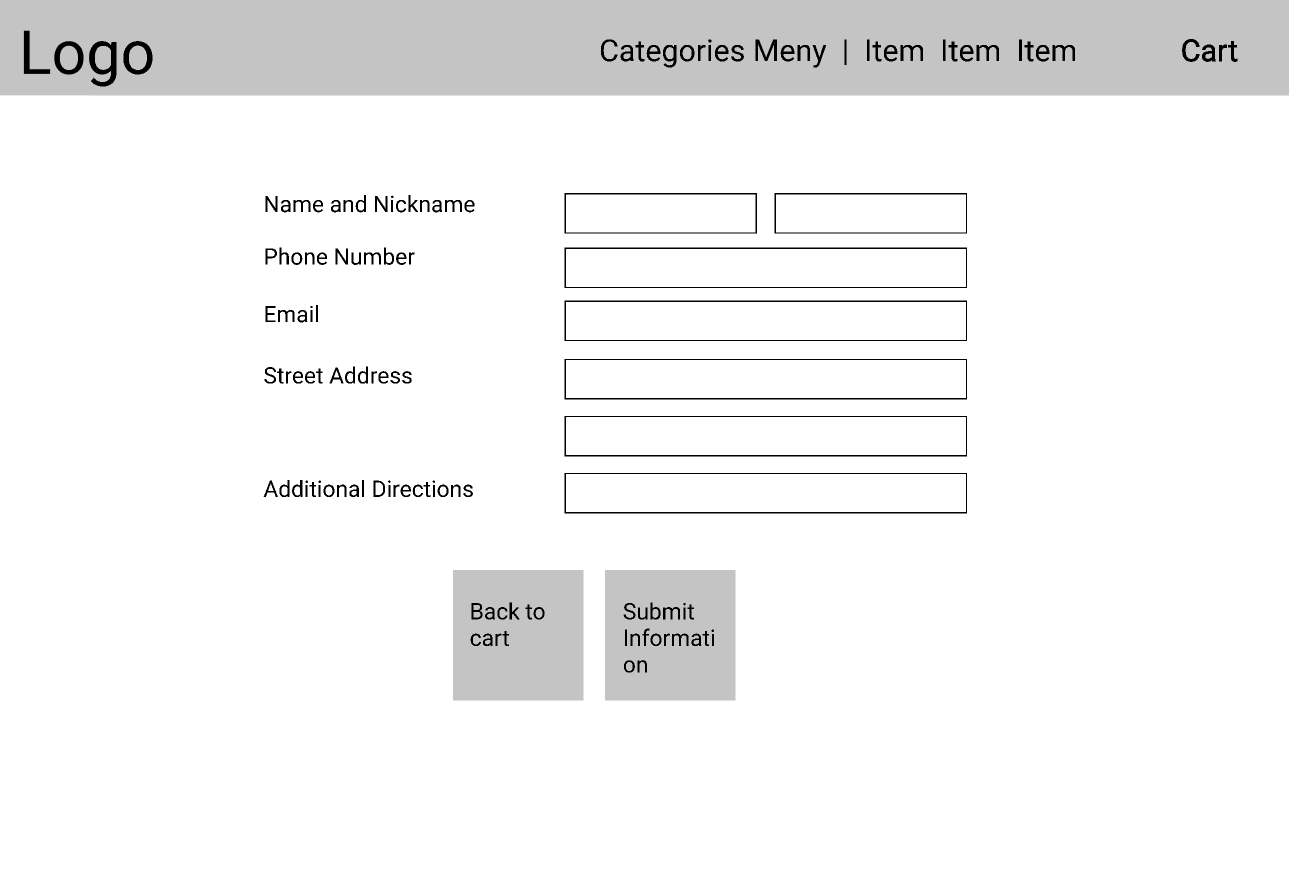 Logo
Categories Meny | Item Item Item
Cart
Name and Nickname
Phone Number
Email
Street Address
Additional Directions
Back to
cart
Submit
Informati
on